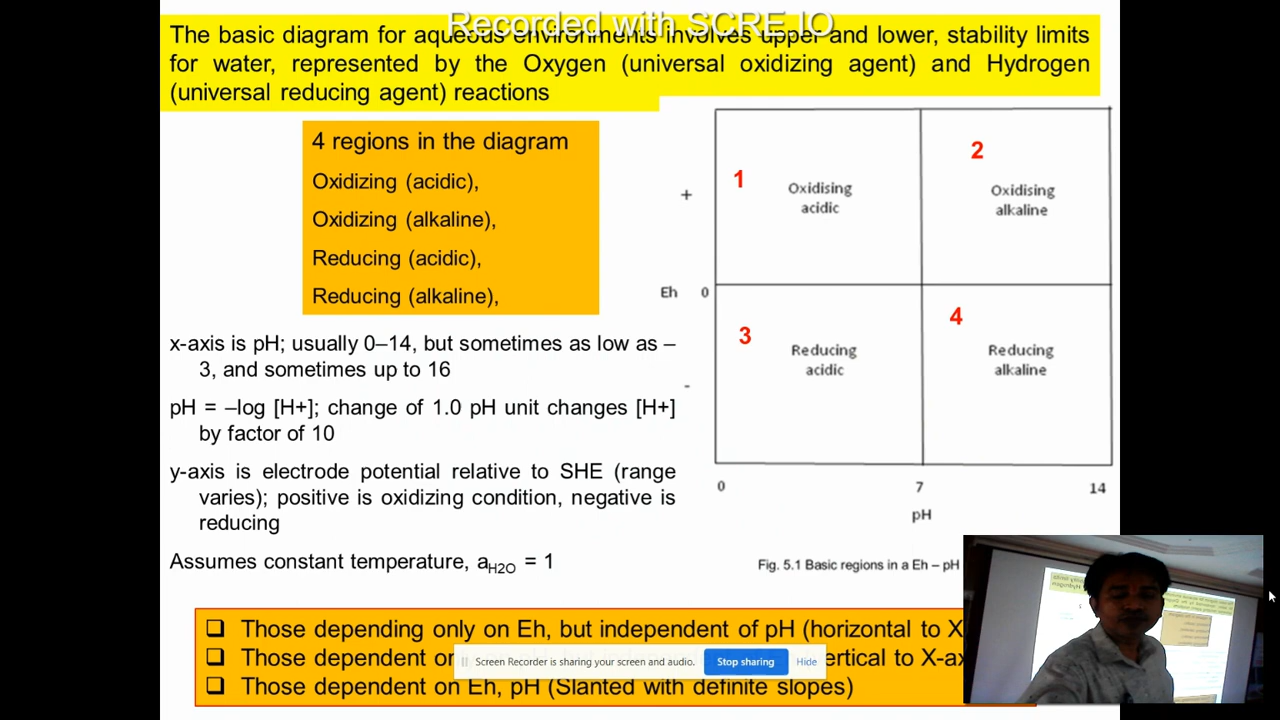 Recorded with SCRE.IO
The basic diagram for aqueous environments involves upper and lower, stability limits
for water, represented by the Oxygen (universal oxidizing agent) and Hydrogen
(universal reducing agent) reactions
4 regions in the diagram
Oxidizing (acidic),
Oxidizing (alkaline),
Reducing (acidic),
Reducing (alkaline),
x-axis is pH; usually 0–14, but sometimes as low as –
3, and sometimes up to 16
pH = –log [H+]; change of 1.0 pH unit changes [H+]
by factor of 10
y-axis is electrode potential relative to SHE (range
varies); positive is oxidizing condition, negative is
reducing
Assumes constant temperature, aH2O = 1
1
Oxidising
acidic
2
Oxidising
alkaline
+
Eh 0
3
Reducing
acidic
4
Reducing
alkaline
-
0 7 14
pH
Fig. 5.1 Basic regions in a Eh – pH
Those depending only on Eh, but independent of pH (horizontal to X
Those dependent
Those dependent on Eh, pH (Slanted with definite slopes)
Screen Recorder is sharing your screen and audio.
Stop sharing
Hide